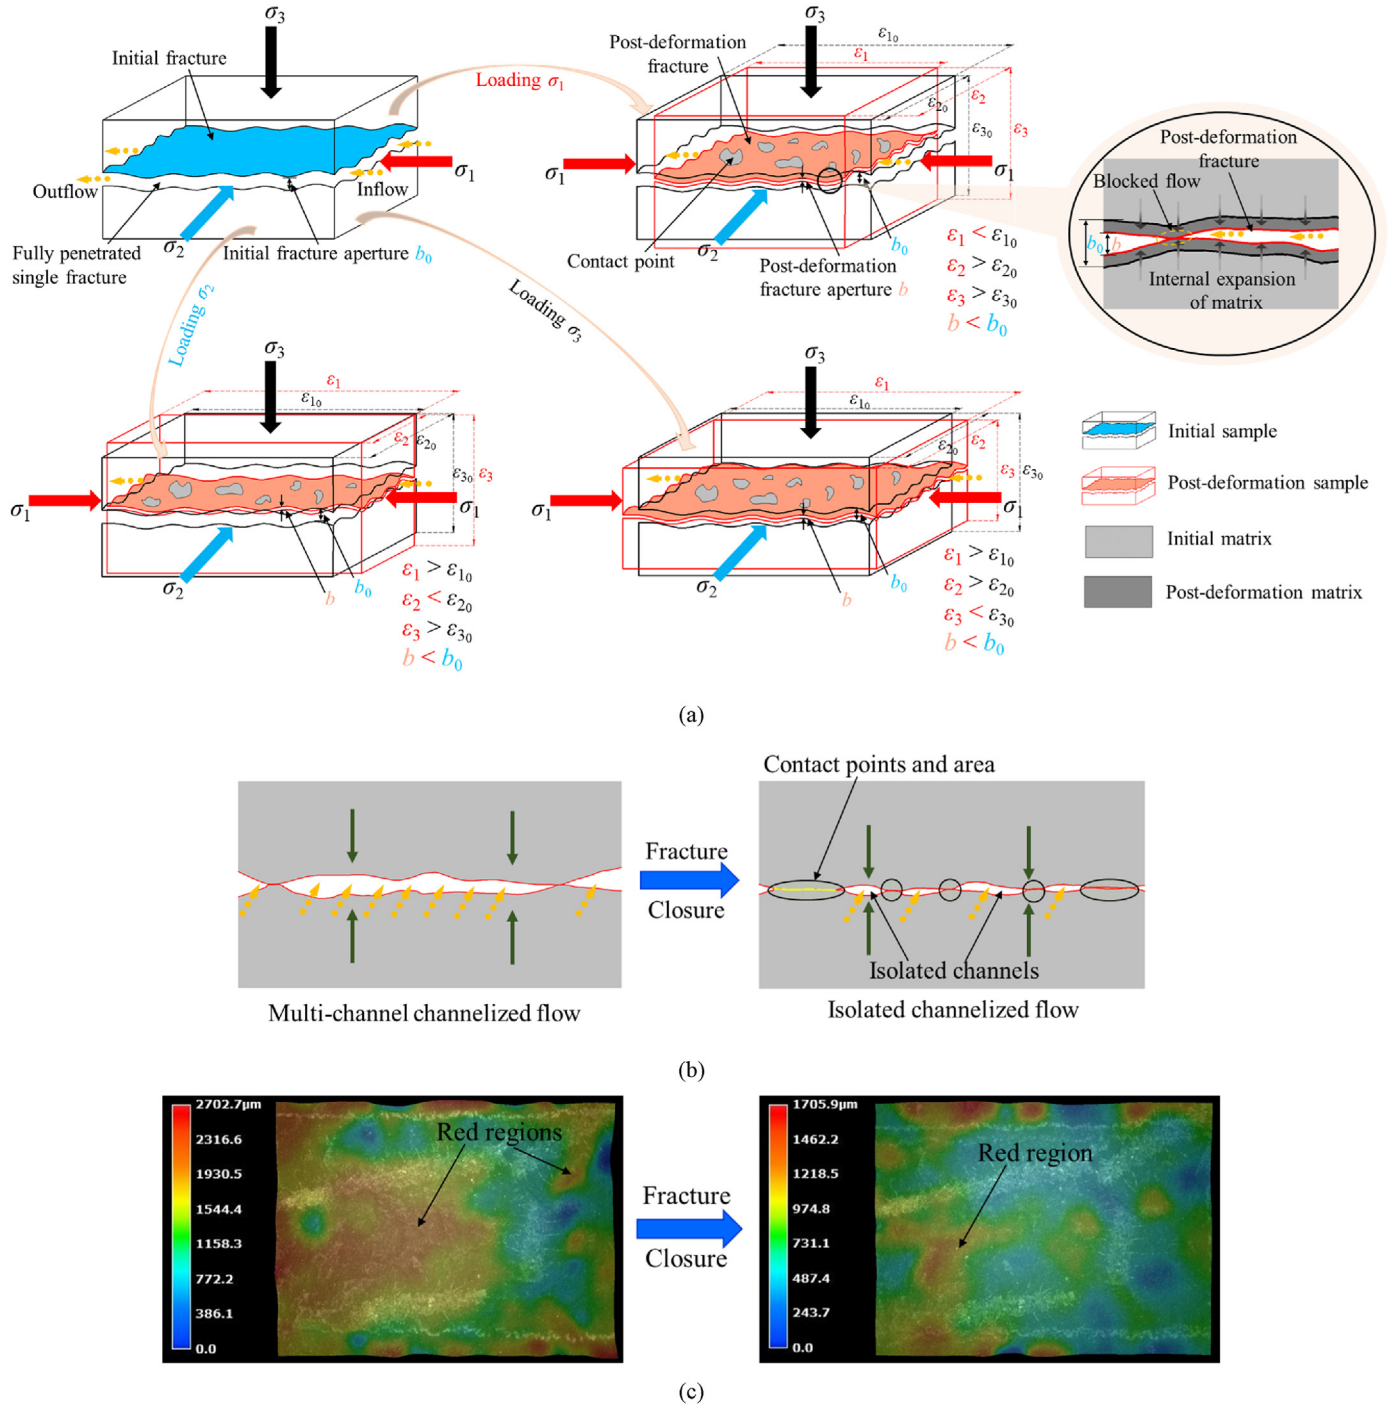 σ3
Initial fracture
Loading σ1
Outflow
Inflow
σ1
σ2
Fully penetrated
single fracture
Initial fracture aperture b0
Loading σ2
Loading σ3
σ3
Post-deformation
fracture
ε10
ε1
ε20
ε2
ε30
ε3
σ1
σ1
σ2
b0
Contact point
Post-deformation
fracture aperture b
ε1 < ε10
ε2 > ε20
ε3 > ε30
b < b0
Post-deformation
fracture
Blocked flow
b0
b
Internal expansion
of matrix
σ3
ε1
ε10
ε2
ε20
ε30
ε3
σ1
σ1
σ2
b
b0
ε1 > ε10
ε2 < ε20
ε3 > ε30
b < b0
σ3
ε1
ε10
ε2
ε20
ε3
ε30
σ1
σ1
σ2
b
b0
ε1 > ε10
ε2 > ε20
ε3 < ε30
b < b0
Initial sample
Post-deformation sample
Initial matrix
Post-deformation matrix
(a)
Contact points and area
Fracture
Closure
Isolated channels
Multi-channel channelized flow
Isolated channelized flow
(b)
2702.7μm
2316.6
1930.5
1544.4
1158.3
772.2
386.1
0.0
Red regions
Fracture
Closure
1705.9μm
1462.2
1218.5
974.8
731.1
487.4
243.7
0.0
Red region
(c)